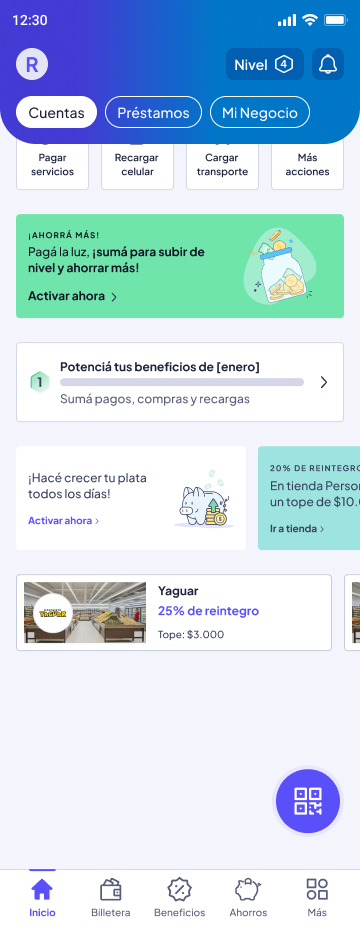 12:30
R
Nivel 4
Cuentas
Préstamos
Mi Negocio
Pagar
servicios
Recargar
celular
Cargar
transporte
Más
acciones
¡AHORRÁ MÁS!
Pagá la luz, ¡sumá para subir de
nivel y ahorrar más!
Activar ahora
1
Potenciá tus beneficios de [enero]
Sumá pagos, compras y recargas
¡Hacé crecer tu plata
todos los días!
Activar ahora
20% DE REINTEGRO
En tienda Person
un tope de $10.
Ir a tienda
YAGUAR
Yaguar
25% de reintegro
Tope: $3.000
Inicio
Billetera
Beneficios
Ahorros
Más